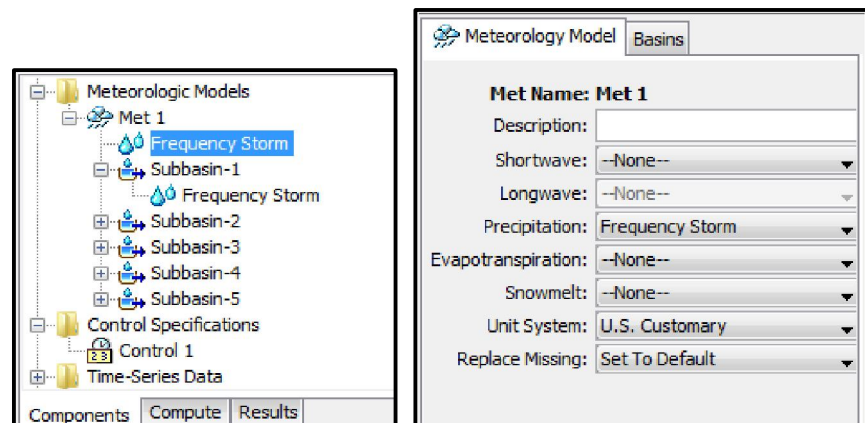 Meteorologic Models
Met 1
Frequency Storm
Subbasin-1
Frequency Storm
Subbasin-2
Subbasin-3
Subbasin-4
Subbasin-5
Control Specifications
Control 1
Time-Series Data
Components Compute Results
Meteorology Model Basins
Met Name: Met 1
Description:
Shortwave: --None--
Longwave: --None--
Precipitation: Frequency Storm
Evapotranspiration: --None--
Snowmelt: --None--
Unit System: U.S. Customary
Replace Missing: Set To Default